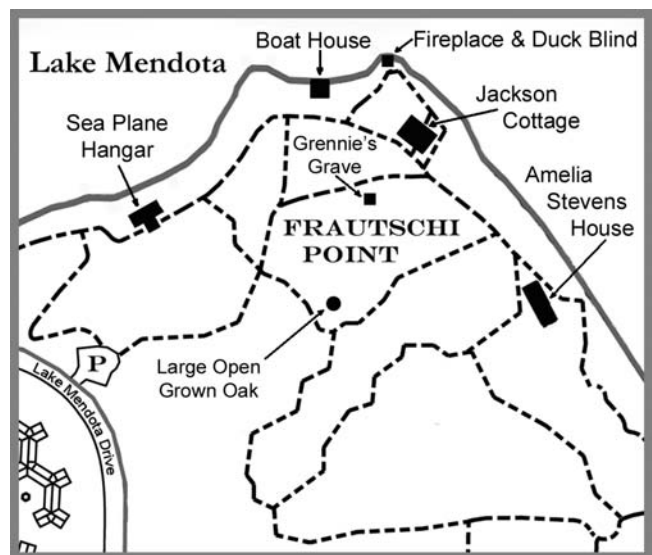 Boat House
Fireplace & Duck Blind
Lake Mendota
Jackson
Cottage
Sea Plane
Hangar
Grennie's
Grave
Amelia
Stevens
House
FRAUTSCHI
POINT
P
Large Open
Grown Oak
Lake Mendota Drive